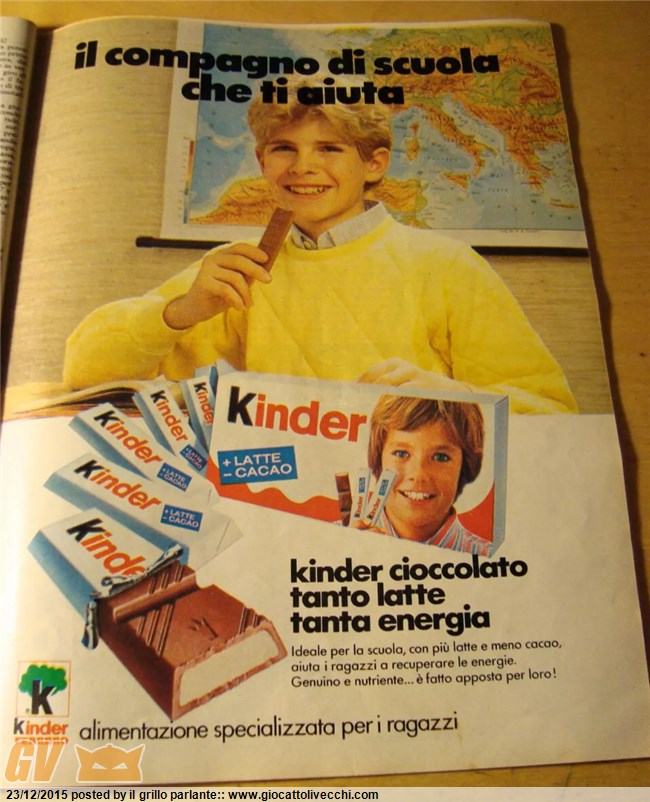 il compagno di scuola
che ti aiuta
kinder
+ LATTE
- CACAO
kinder
kinder
kinder
+ LATTE
- CACAO
kinder
+ LATTE
- CACAO
kinder
kinder cioccolato
tanto latte
tanta energia
Ideale per la scuola, con più latte e meno cacao,
aiuta i ragazzi a recuperare le energie.
Genuino e nutriente... è fatto apposta per loro!
k
kinder
FERRERO
alimentazione specializzata per i ragazzi
GV
23/12/2015 posted by il grillo parlante:: www.giocattolivecchi.com